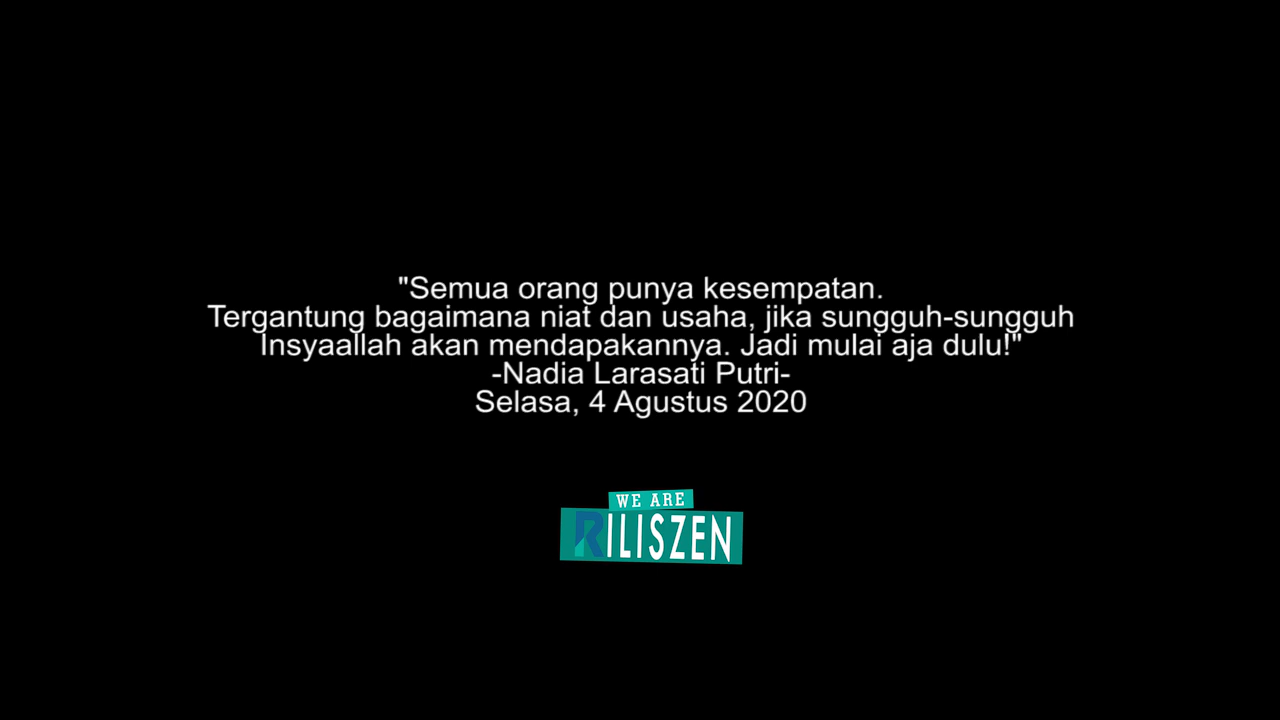 "Semua orang punya kesempatan.
Tergantung bagaimana niat dan usaha, jika sungguh-sungguh
Insyaallah akan mendapakannya. Jadi mulai aja dulu!"
-Nadia Larasati Putri-
Selasa, 4 Agustus 2020
WE ARE
RILISZEN